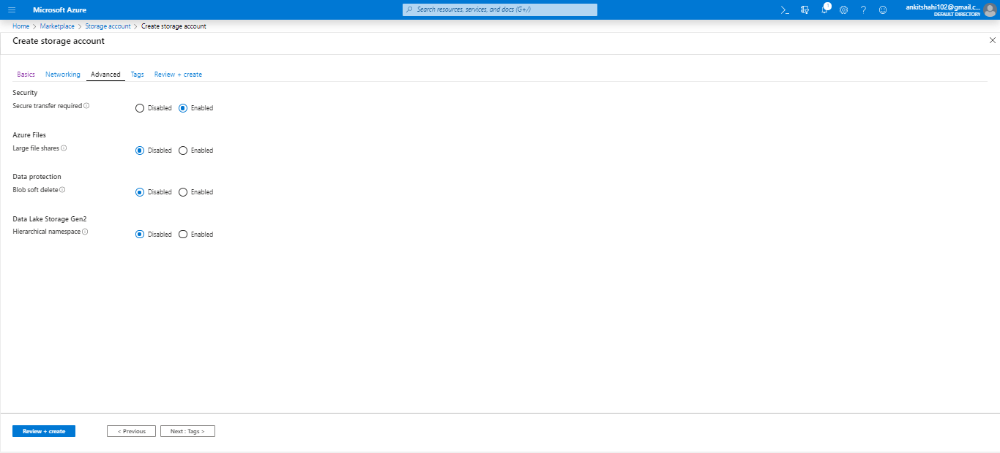 Microsoft Azure
Search resources, services, and docs (G+/)
1
ankitshahi102@gmail.c...
DEFAULT DIRECTORY
Home > Marketplace > Storage account > Create storage account
Create storage account
Basics Networking Advanced Tags Review + create
Security
Secure transfer required Disabled Enabled
Azure Files
Large file shares Disabled Enabled
Data protection
Blob soft delete Disabled Enabled
Data Lake Storage Gen2
Hierarchical namespace Disabled Enabled
Review + create < Previous Next : Tags >